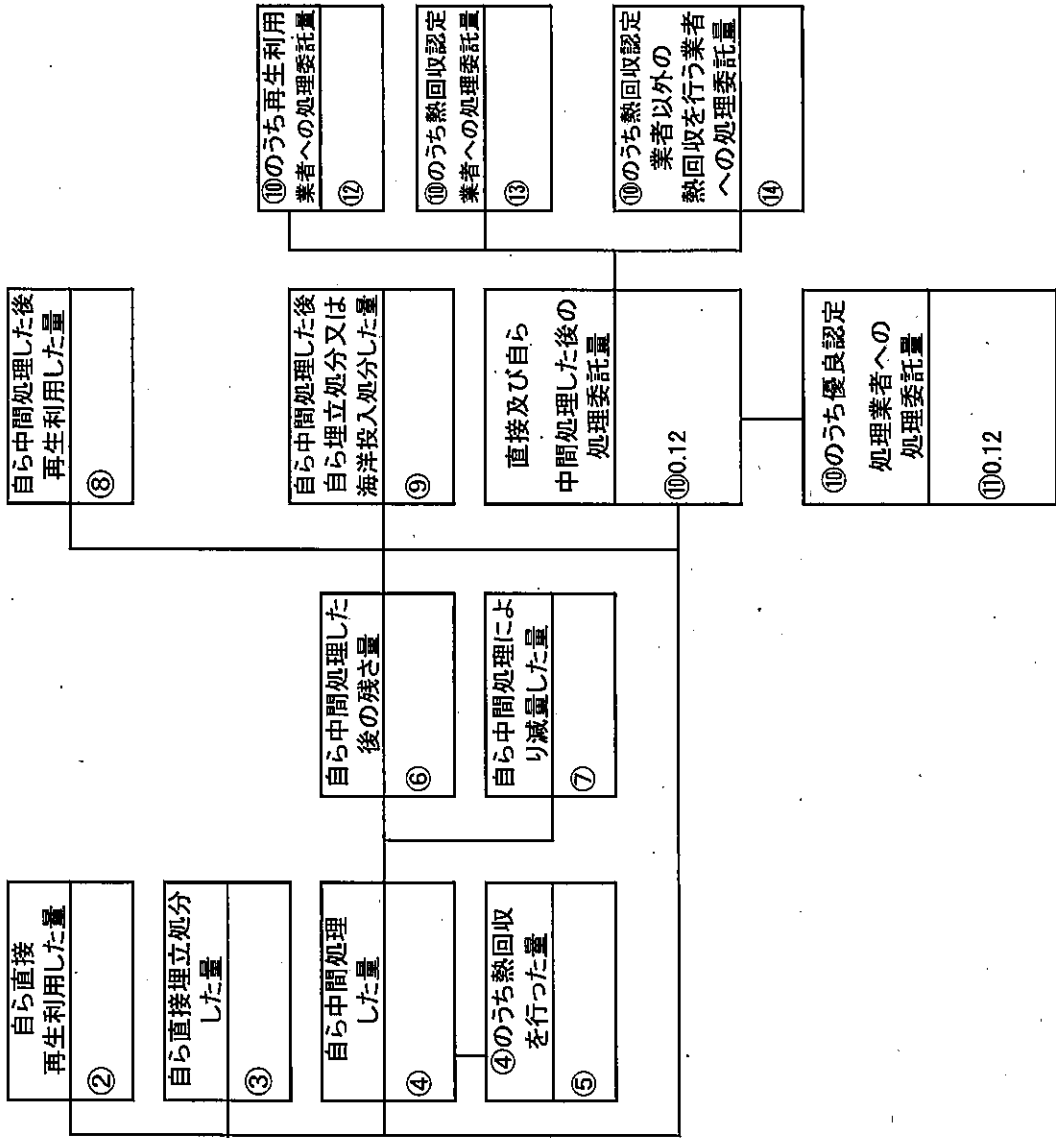 自ら直接
再生利用した量
②
自ら直接埋立処分
した量
③
自ら中間処理
した量
④
④のうち熱回収
を行った量
⑤
自ら中間処理した
後の残さ量
⑥
自ら中間処理によ
り減量した量
⑦
自ら中間処理した後
再生利用した量
⑧
自ら中間処理した後
自ら埋立処分又は
海洋投入処分した量
⑨
直接及び自ら
中間処理した後の
処理委託量
⑩0.12
⑩のうち優良認定
処理業者への
処理委託量
⑪0.12
⑩のうち再生利用
業者への処理委託量
⑫
⑩のうち熱回収認定
業者への処理委託量
⑬
⑩のうち熱回収認定
業者以外の
熱回収を行う業者
への処理委託量
⑭